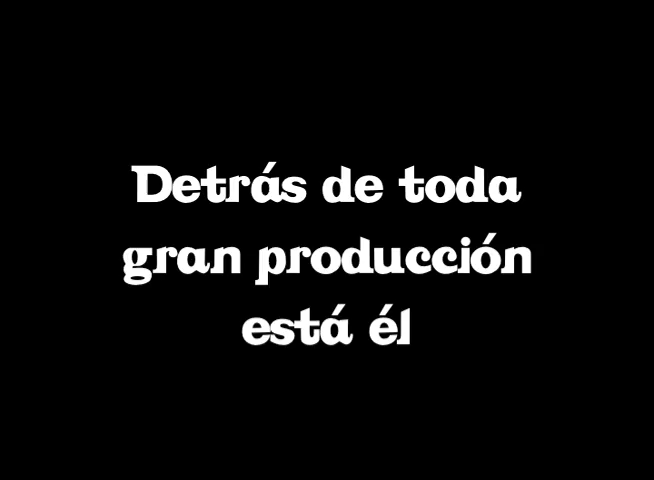 Detrás de toda
gran producción
está él